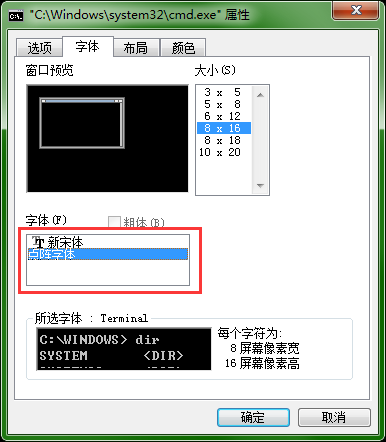 "C:\Windows\system32\cmd.exe" 属性
选项 字体 布局 颜色
窗口预览 大小(S)
3 x 5
5 x 8
6 x 12
8 x 16
8 x 18
10 x 20
字体(F) 粗体(B)
新宋体
点阵字体
所选字体 : Terminal
C:\WINDOWS> dir
SYSTEM <DIR>
每个字符为:
8 屏幕像素宽
16 屏幕像素高
确定 取消